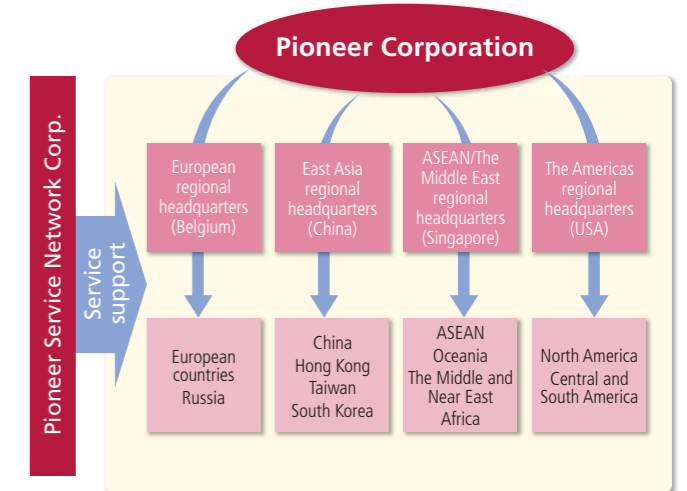 Pioneer Corporation
Pioneer Service Network Corp.
Service
support
European
regional
headquarters
(Belgium)
East Asia
regional
headquarters
(China)
ASEAN/The
Middle East
regional
headquarters
(Singapore)
The Americas
regional
headquarters
(USA)
European
countries
Russia
China
Hong Kong
Taiwan
South Korea
ASEAN
Oceania
The Middle and
Near East
Africa
North America
Central and
South America